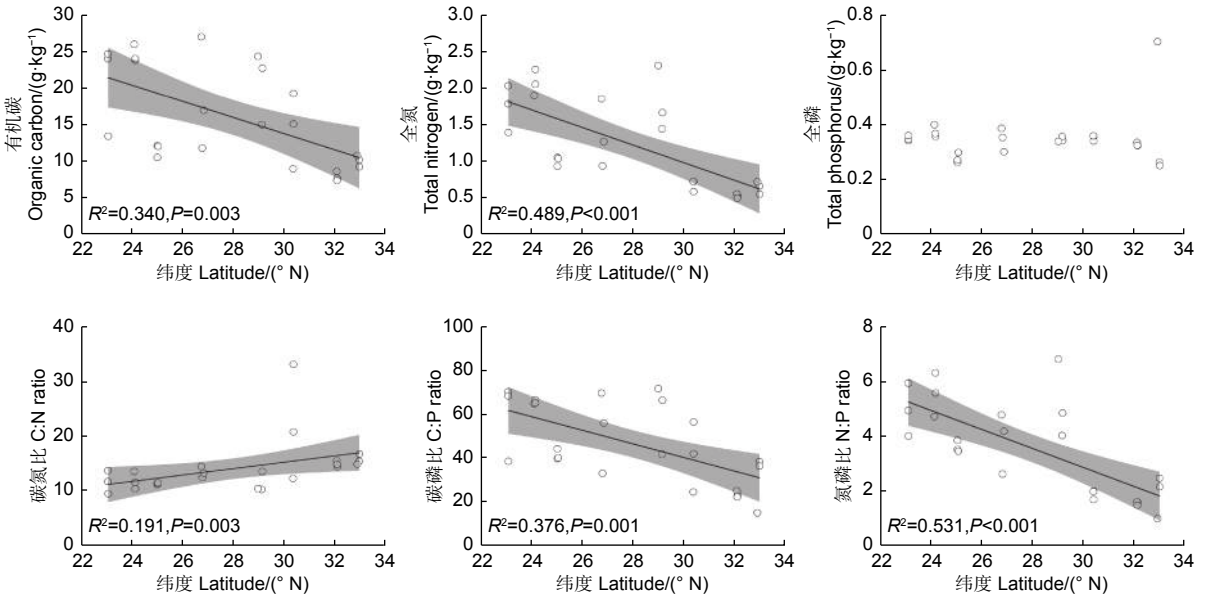 有机碳
Organic carbon/(g·kg⁻¹)
30
25
20
15
10
5
0
R²=0.340,P=0.003
22 24 26 28 30 32 34
纬度 Latitude/(° N)
全氮
Total nitrogen/(g·kg⁻¹)
3.0
2.5
2.0
1.5
1.0
0.5
0
R²=0.489,P<0.001
22 24 26 28 30 32 34
纬度 Latitude/(° N)
全磷
Total phosphorus/(g·kg⁻¹)
0.8
0.6
0.4
0.2
0
22 24 26 28 30 32 34
纬度 Latitude/(° N)
碳氮比 C:N ratio
40
30
20
10
0
R²=0.191,P=0.003
22 24 26 28 30 32 34
纬度 Latitude/(° N)
碳磷比 C:P ratio
100
80
60
40
20
0
R²=0.376,P=0.001
22 24 26 28 30 32 34
纬度 Latitude/(° N)
氮磷比 N:P ratio
8
6
4
2
0
R²=0.531,P<0.001
22 24 26 28 30 32 34
纬度 Latitude/(° N)